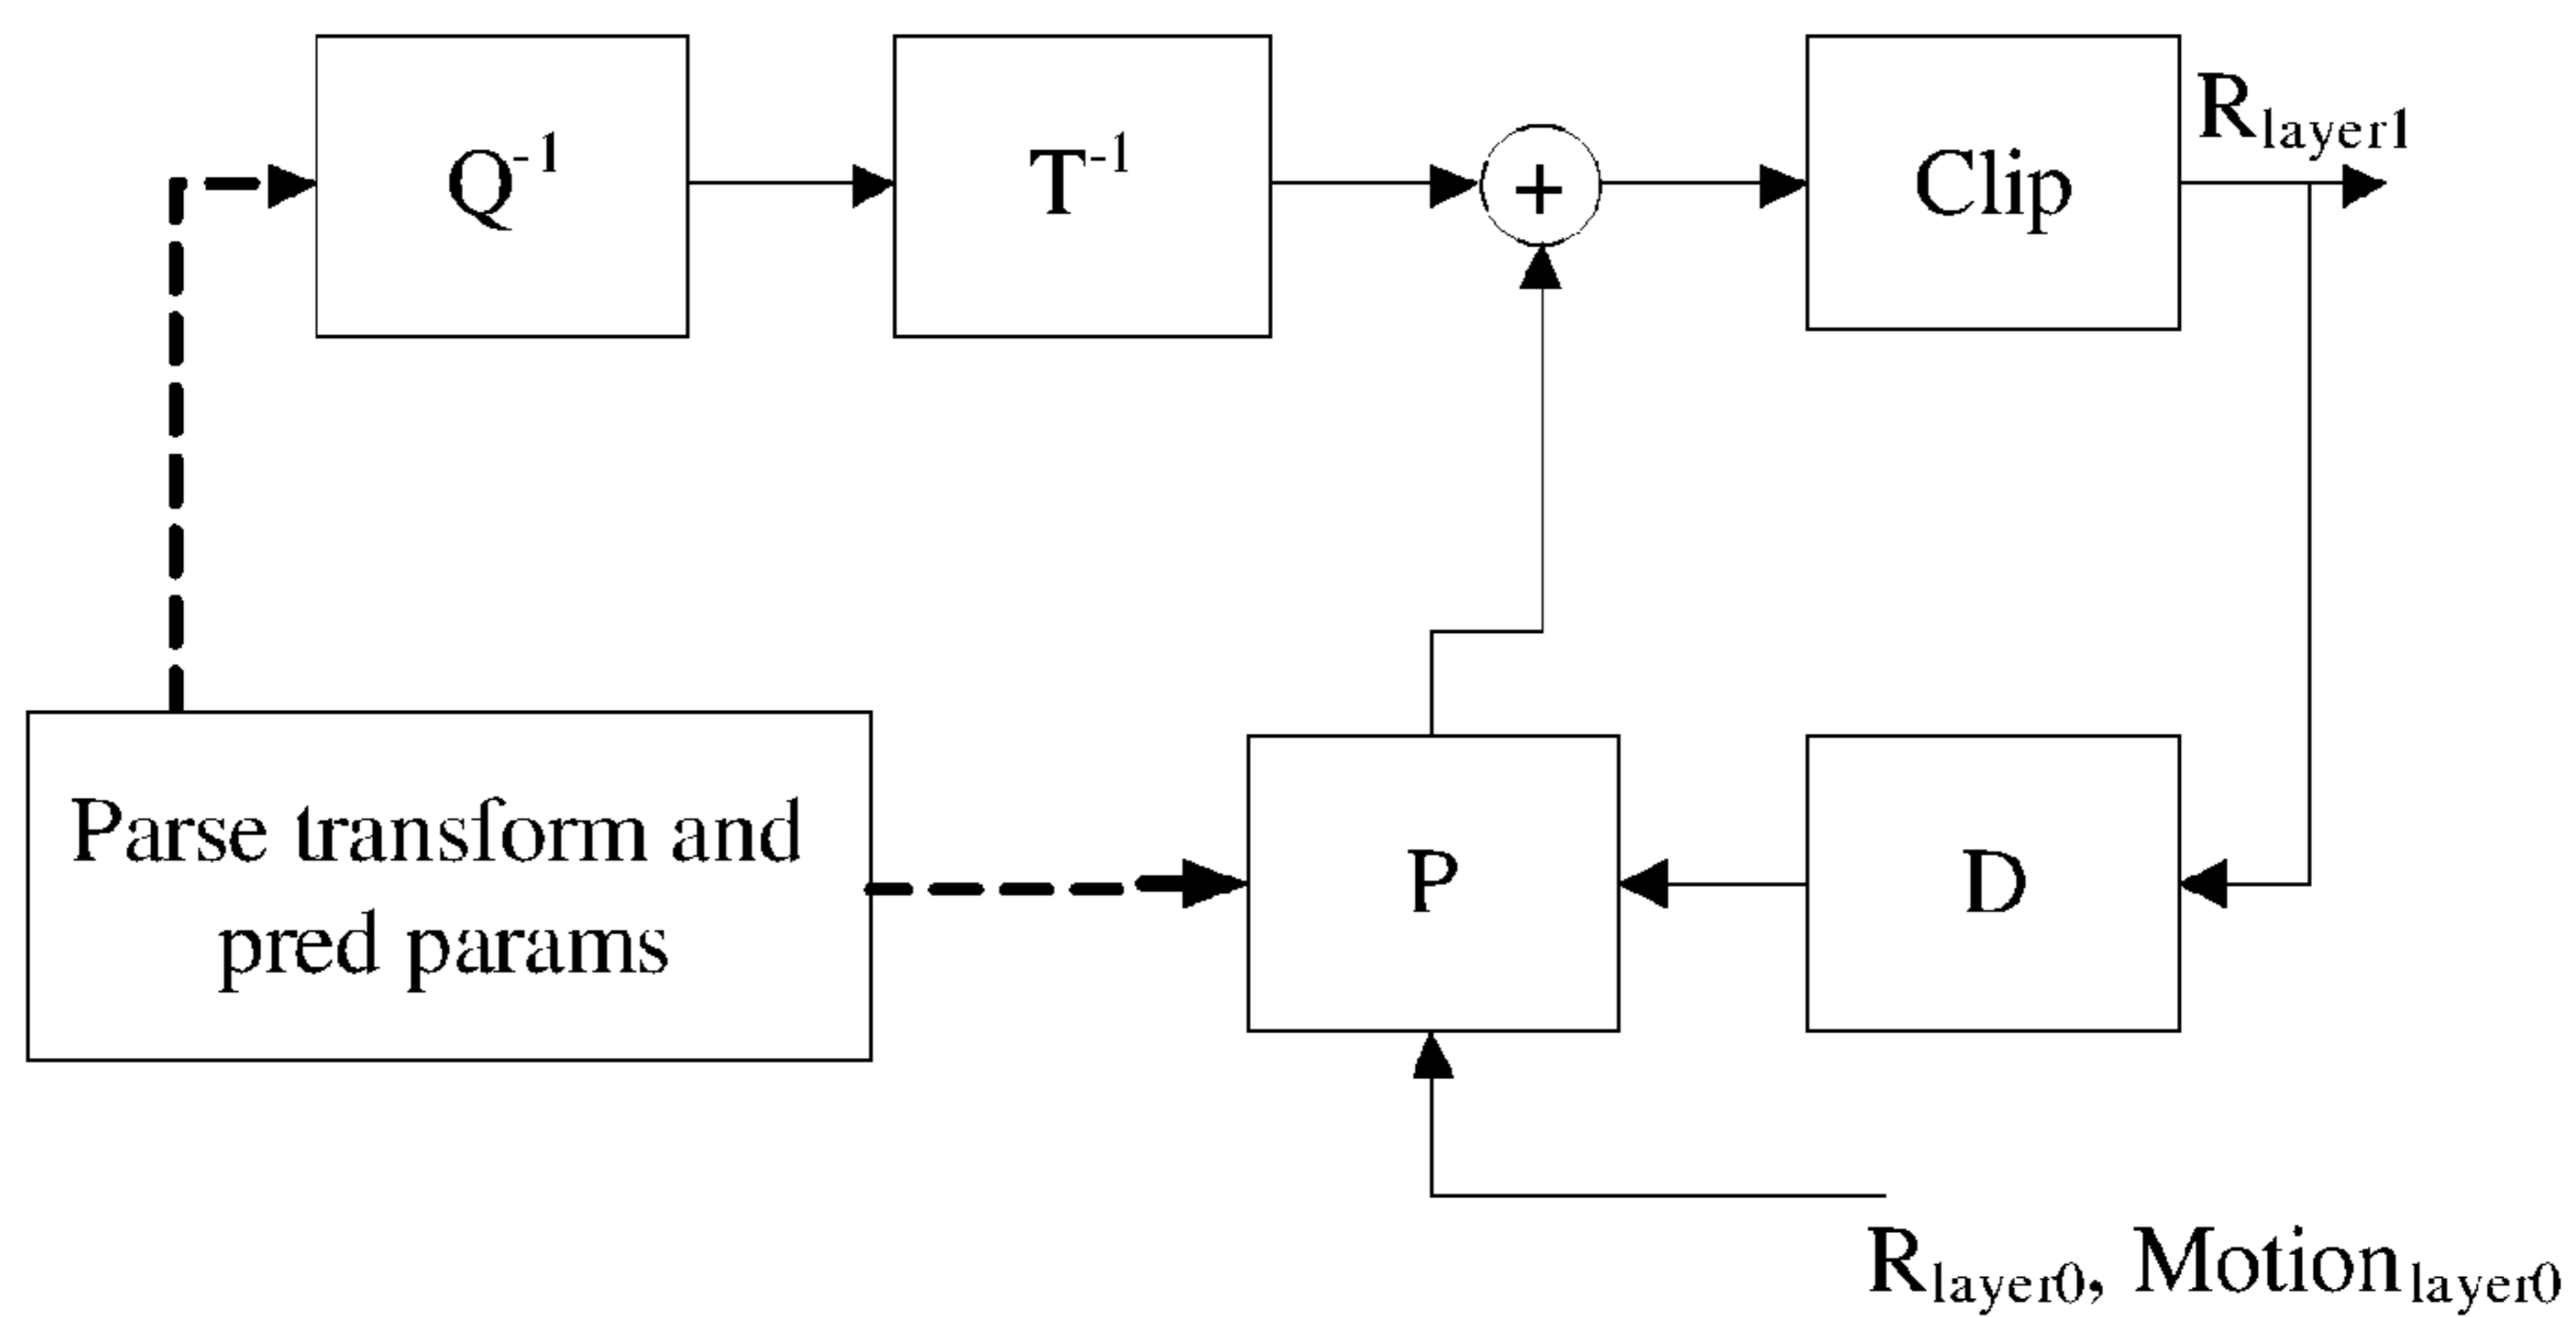 Q-1
T-1
+
Clip
Rlayer1
Parse transform and
pred params
P
D
Rlayer0, Motionlayer0